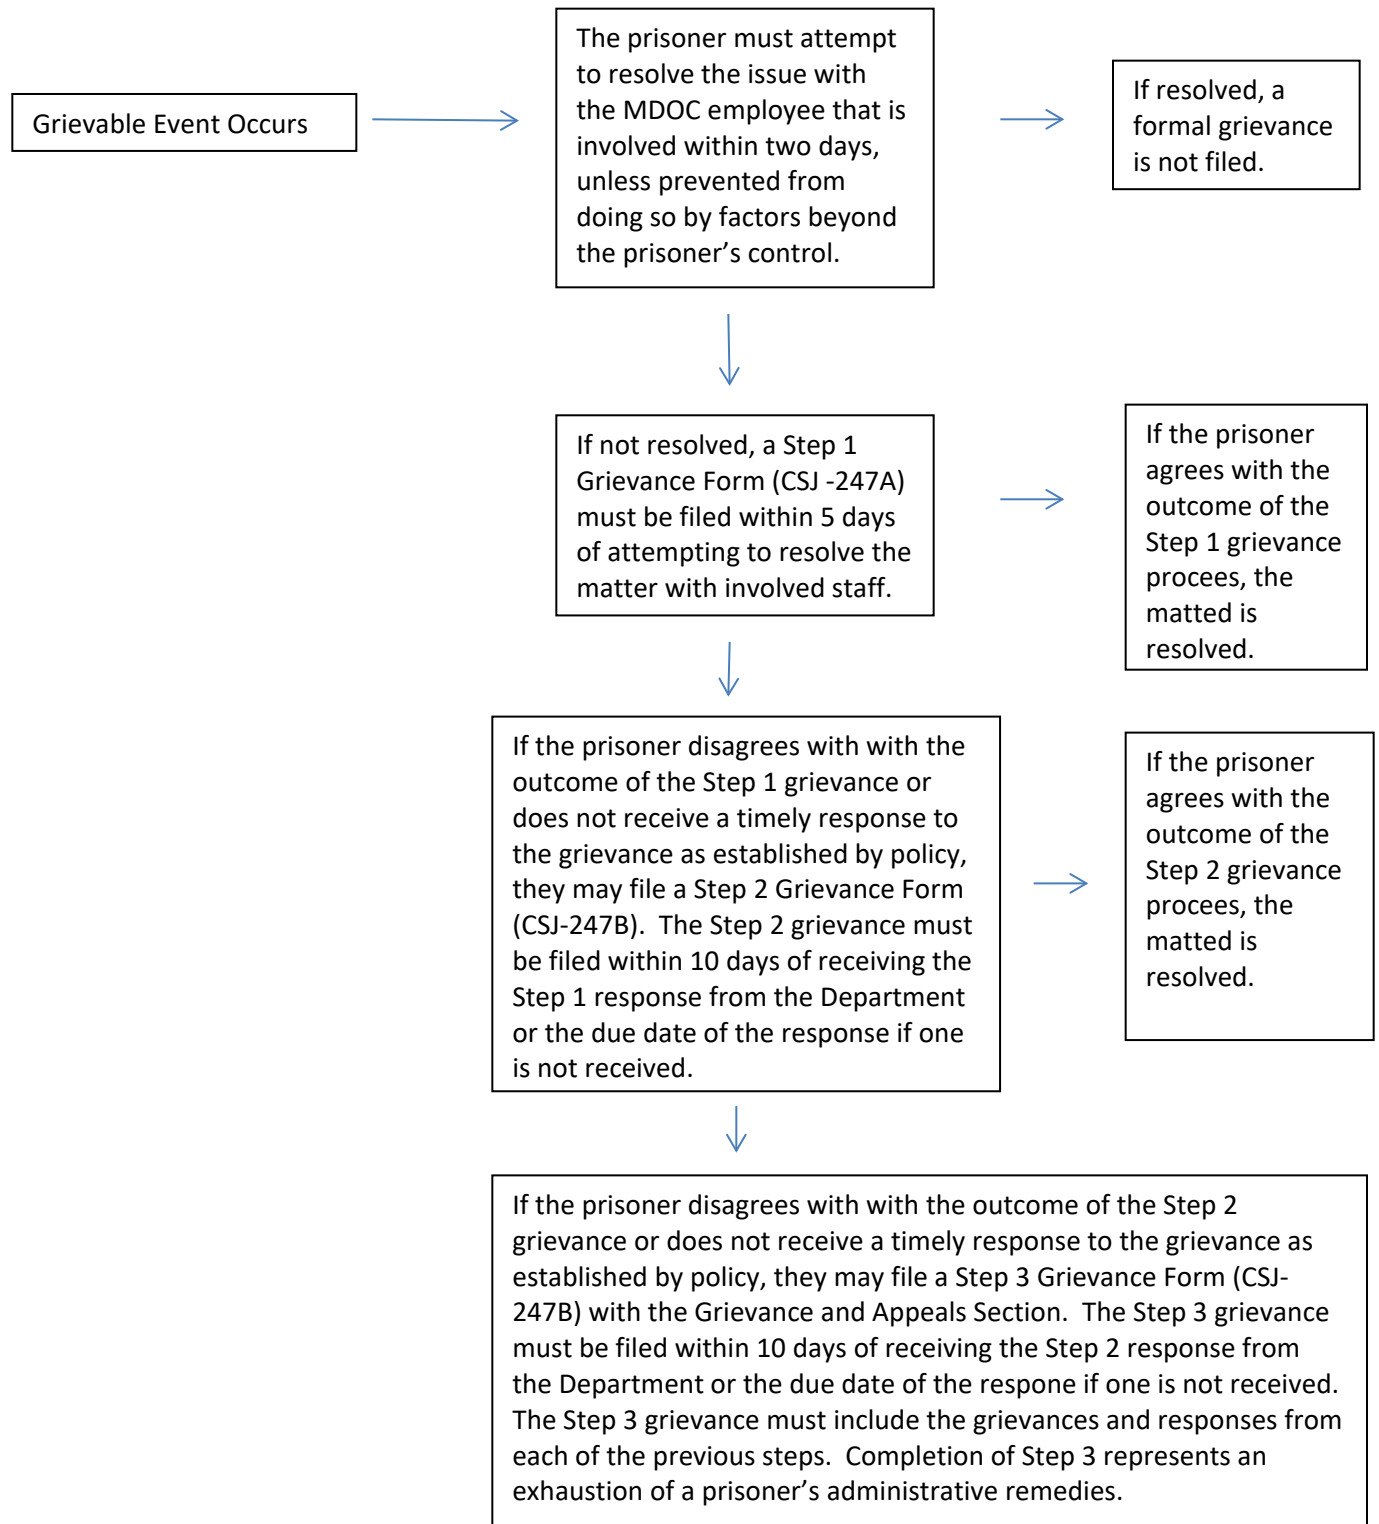 Grievable Event Occurs
The prisoner must attempt
to resolve the issue with
the MDOC employee that is
involved within two days,
unless prevented from
doing so by factors beyond
the prisoner’s control.
If resolved, a
formal grievance
is not filed.
If not resolved, a Step 1
Grievance Form (CSJ -247A)
must be filed within 5 days
of attempting to resolve the
matter with involved staff.
If the prisoner
agrees with the
outcome of the
Step 1 grievance
procees, the
matted is
resolved.
If the prisoner disagrees with with the
outcome of the Step 1 grievance or
does not receive a timely response to
the grievance as established by policy,
they may file a Step 2 Grievance Form
(CSJ-247B).  The Step 2 grievance must
be filed within 10 days of receiving the
Step 1 response from the Department
or the due date of the response if one
is not received.
If the prisoner
agrees with the
outcome of the
Step 2 grievance
procees, the
matted is
resolved.
If the prisoner disagrees with with the outcome of the Step 2
grievance or does not receive a timely response to the grievance as
established by policy, they may file a Step 3 Grievance Form (CSJ-
247B) with the Grievance and Appeals Section.  The Step 3 grievance
must be filed within 10 days of receiving the Step 2 response from
the Department or the due date of the respone if one is not received.
The Step 3 grievance must include the grievances and responses from
each of the previous steps.  Completion of Step 3 represents an
exhaustion of a prisoner’s administrative remedies.